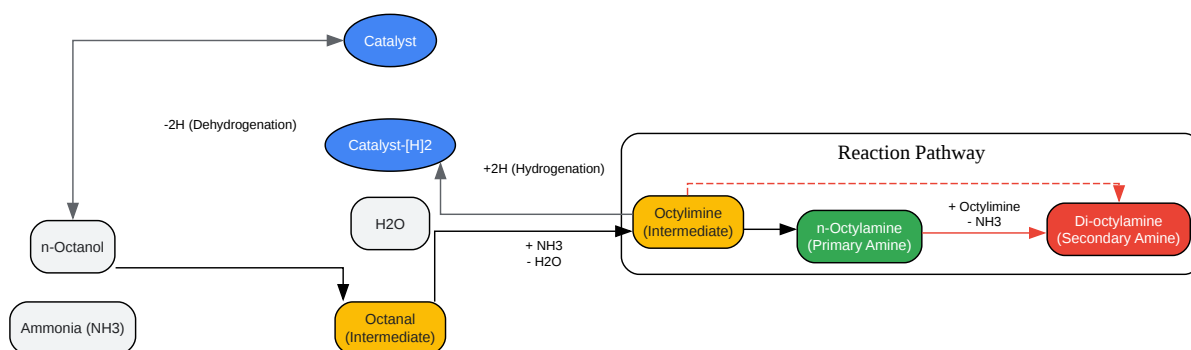 Catalyst
-2H (Dehydrogenation)
Catalyst-[H]2
+2H (Hydrogenation)
Reaction Pathway
n-Octanol
H2O
+ NH3
- H2O
Octylimine
(Intermediate)
n-Octylamine
(Primary Amine)
+ Octylimine
- NH3
Di-octylamine
(Secondary Amine)
Ammonia (NH3)
Octanal
(Intermediate)